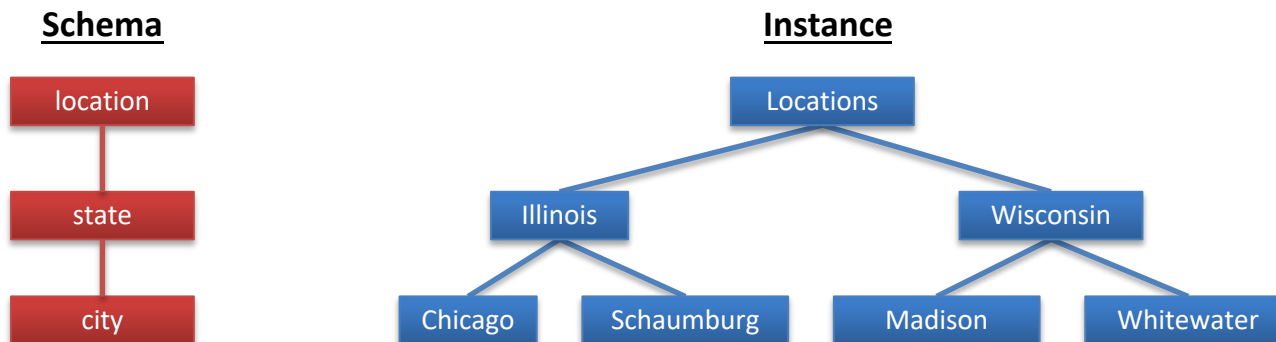 Schema
Instance
location
Locations
state
Illinois
Wisconsin
city
Chicago
Schaumburg
Madison
Whitewater